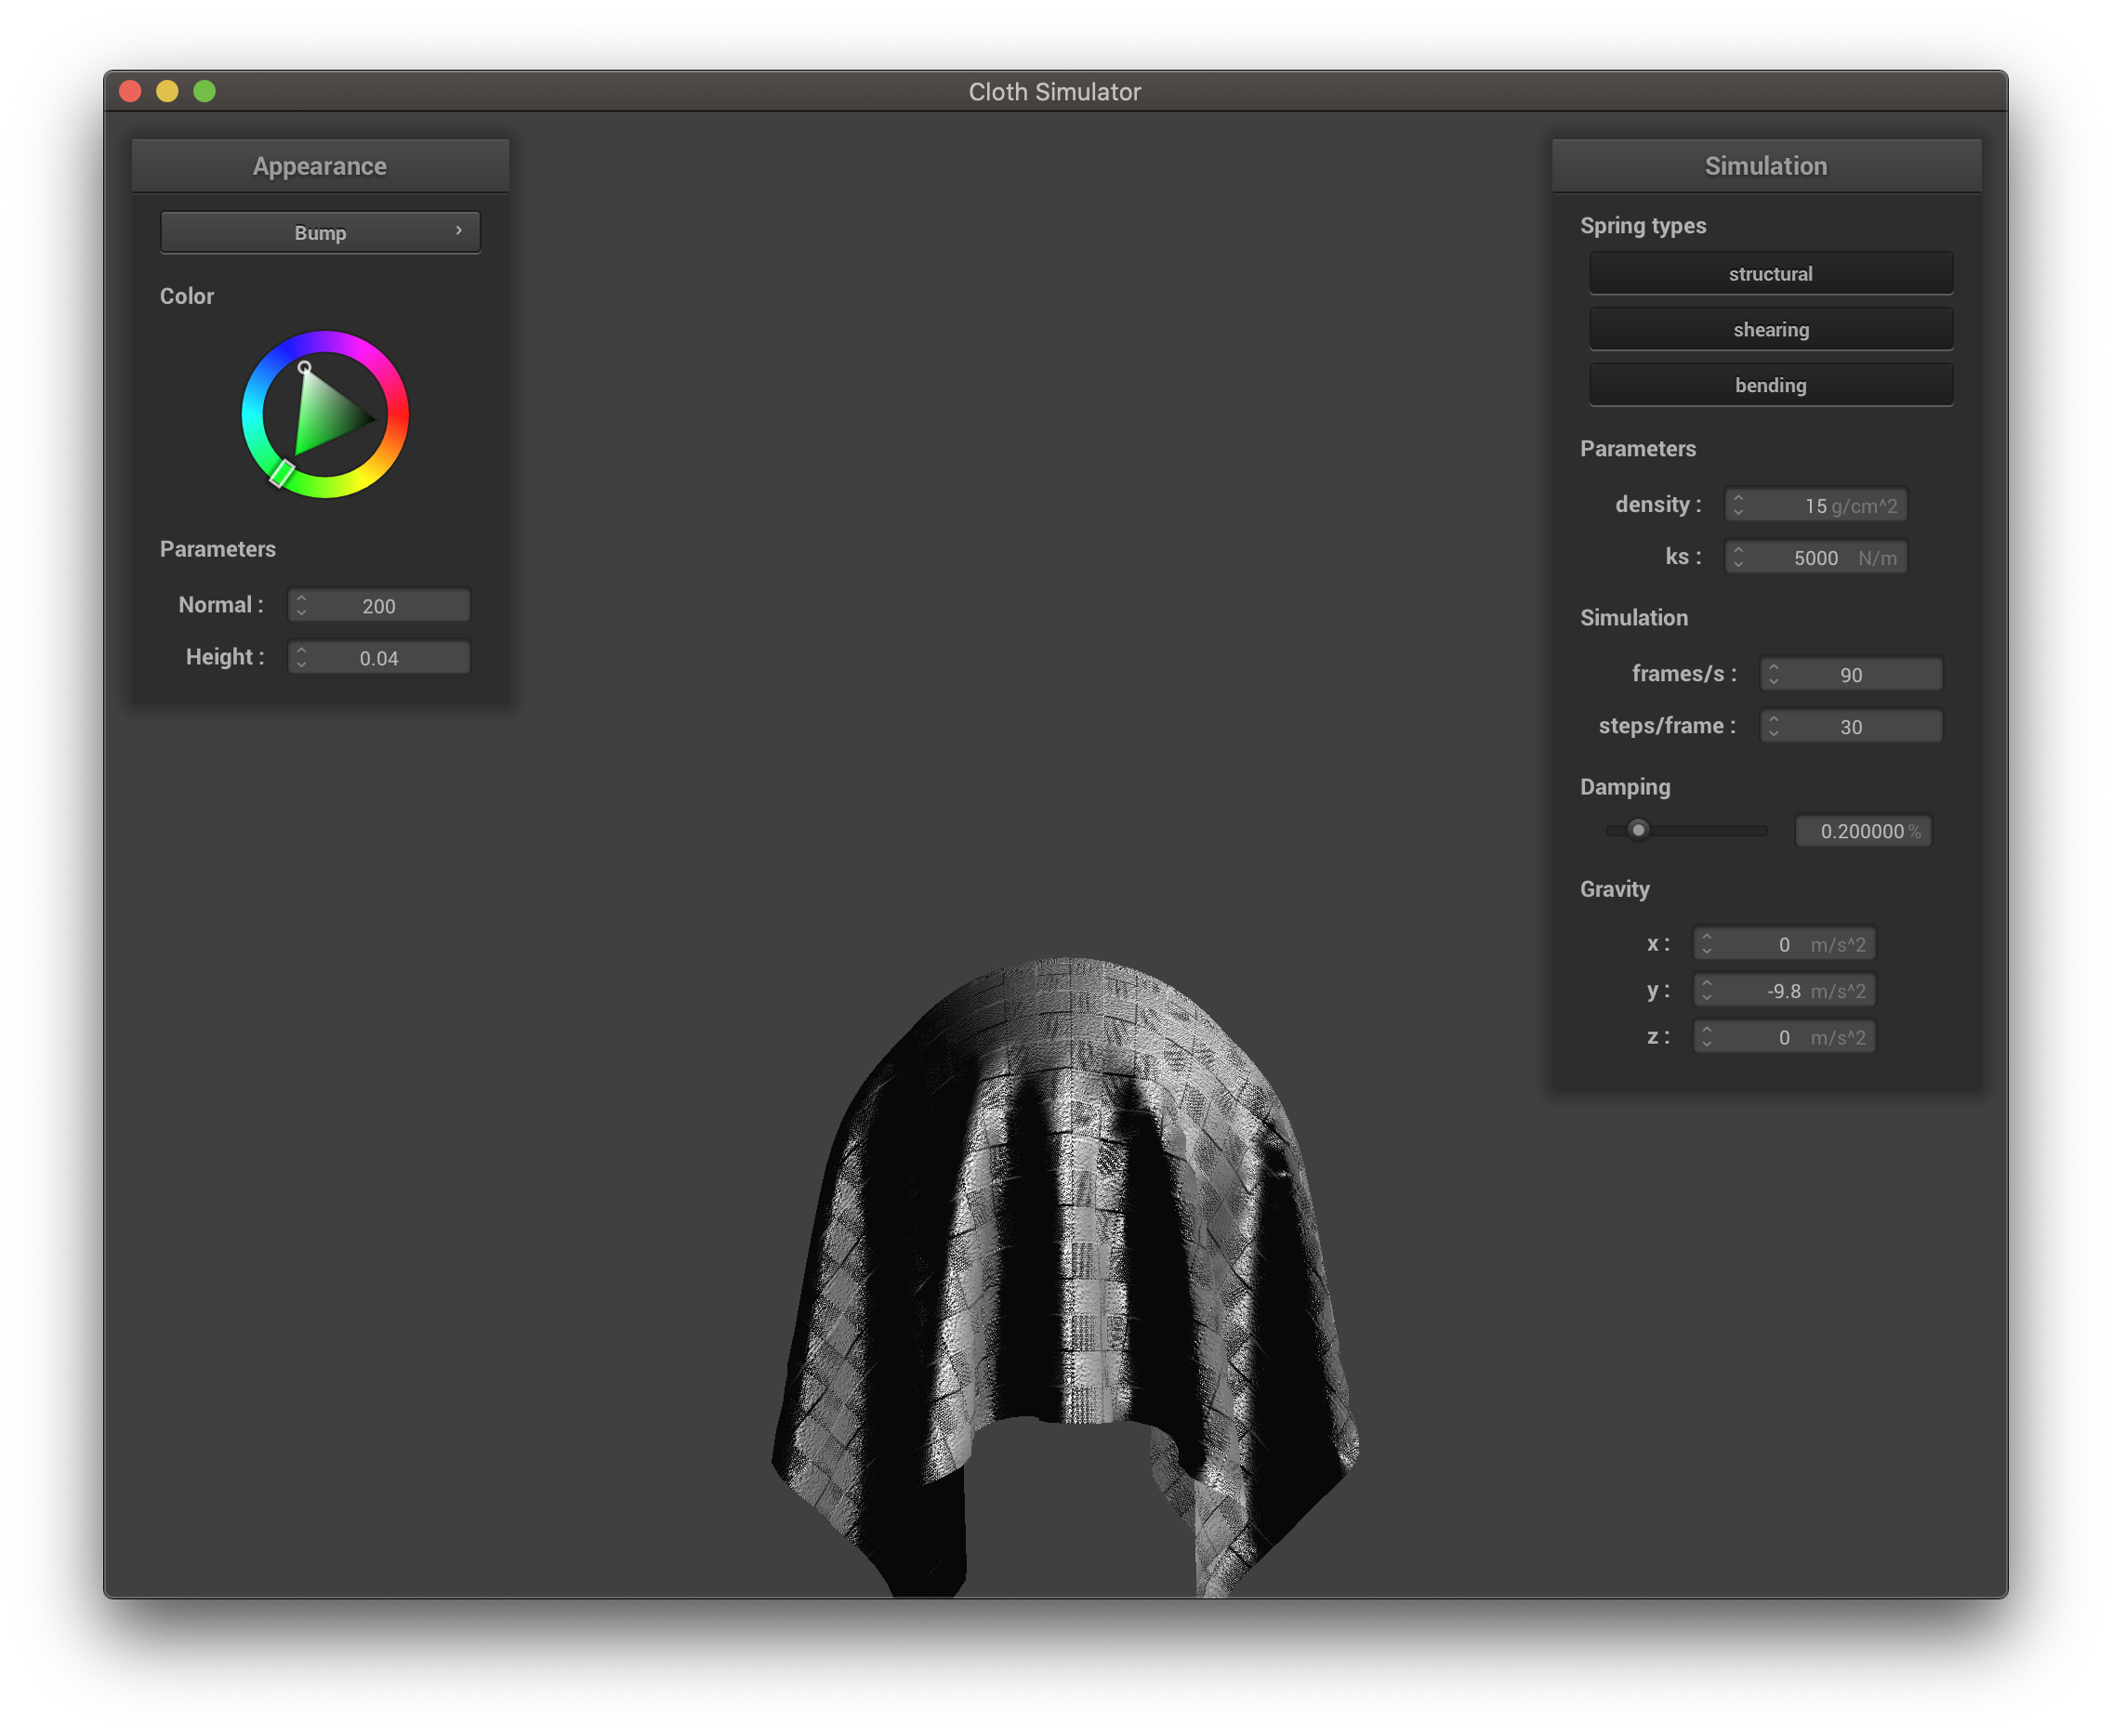 Cloth Simulator
Appearance
Bump
Color
Parameters
Normal : 200
Height : 0.04
Simulation
Spring types
structural
shearing
bending
Parameters
density : 15 g/cm^2
ks : 5000 N/m
Simulation
frames/s : 90
steps/frame : 30
Damping
0.200000 %
Gravity
x : 0 m/s^2
y : -9.8 m/s^2
z : 0 m/s^2